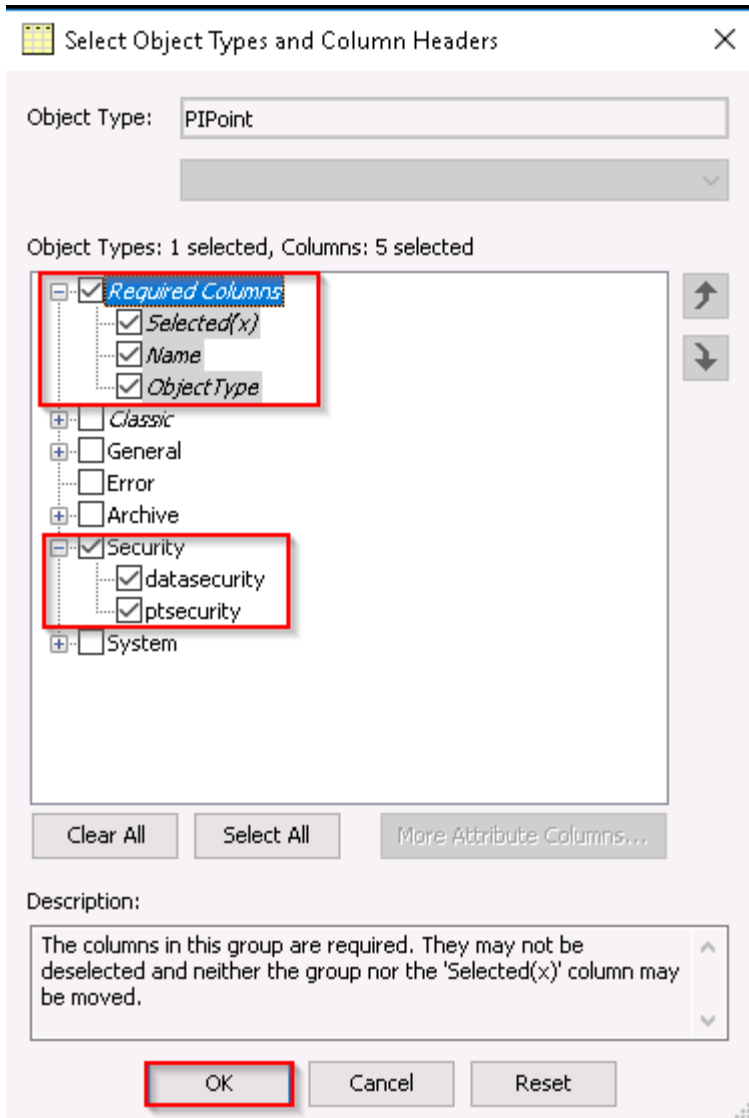 Select Object Types and Column Headers
Object Type: PIPoint
Object Types: 1 selected, Columns: 5 selected
Required Columns
Selected(x)
Name
ObjectType
Classic
General
Error
Archive
Security
datasecurity
ptsecurity
System
Clear All Select All More Attribute Columns...
Description:
The columns in this group are required. They may not be
deselected and neither the group nor the 'Selected(x)' column may
be moved.
OK Cancel Reset